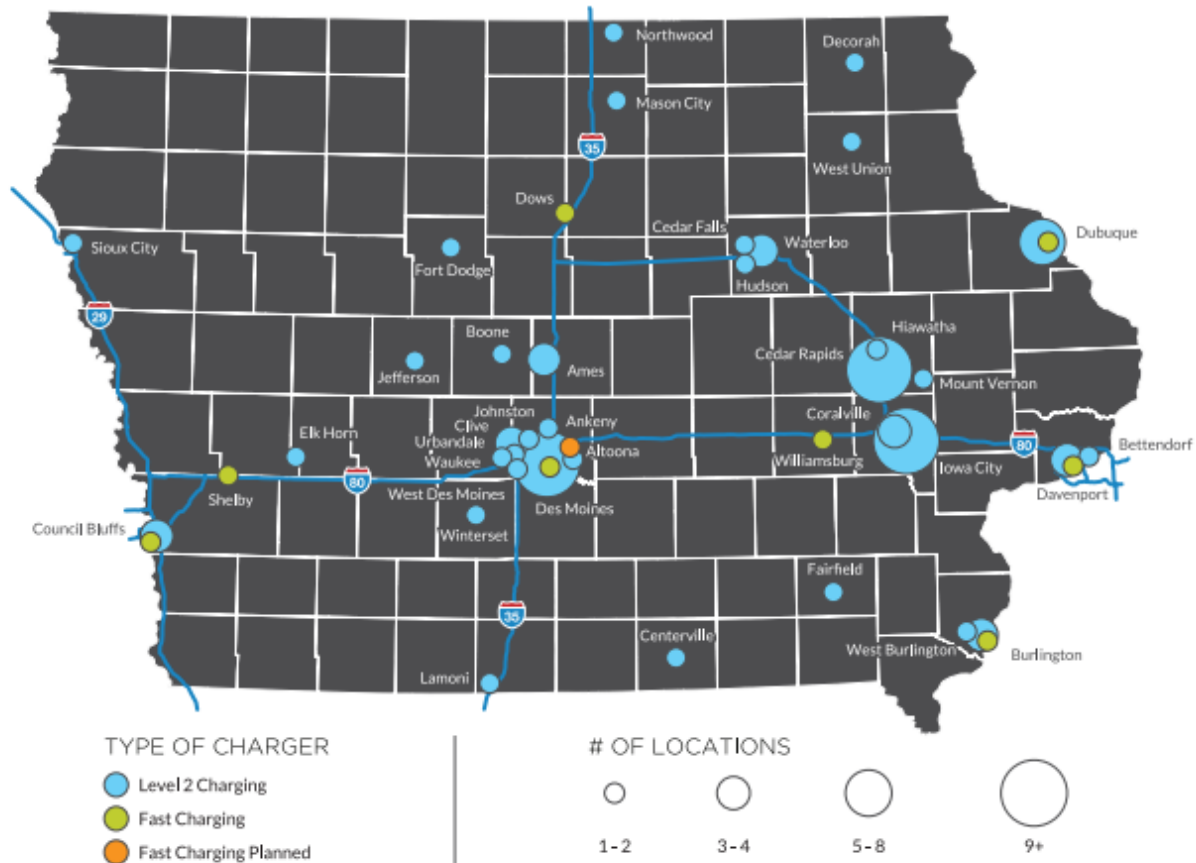 Northwood
Decorah
Mason City
35
West Union
Dows
Cedar Falls
Waterloo
Dubuque
Sioux City
Fort Dodge
Hudson
29
Boone
Hiawatha
Cedar Rapids
Jefferson
Ames
Mount Vernon
Johnston
Ankeny
Coralville
Clive
Elk Horn
Urbandale
Altoona
Bettendorf
Waukee
Williamsburg
80
Iowa City
Shelby
80
West Des Moines
Davenport
Des Moines
Council Bluffs
Winterset
Fairfield
35
Centerville
West Burlington
Burlington
Lamoni
TYPE OF CHARGER
Level 2 Charging
Fast Charging
Fast Charging Planned
# OF LOCATIONS
1-2
3-4
5-8
9+